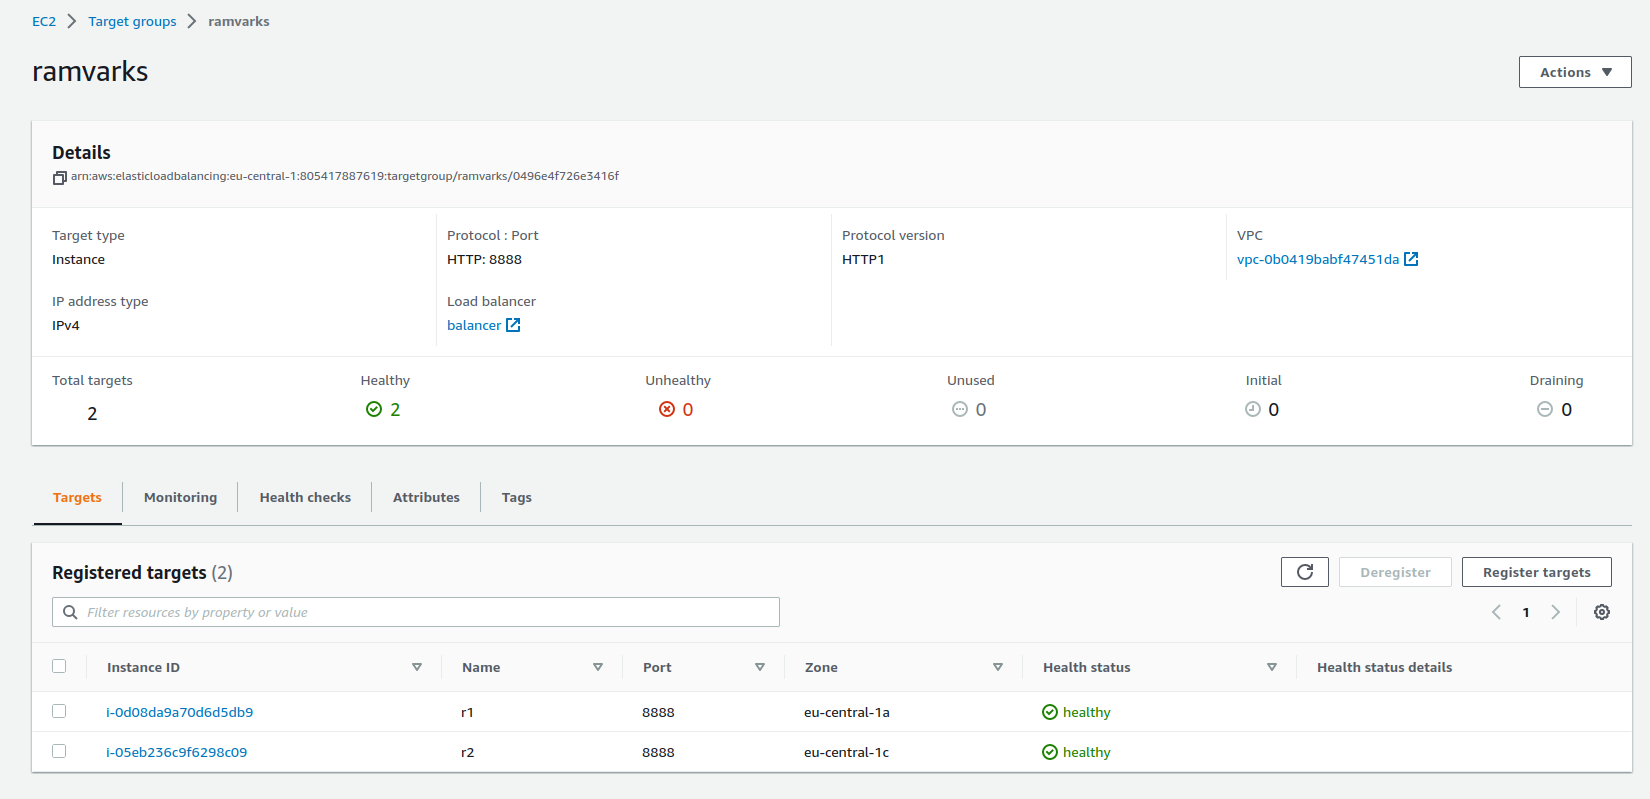 EC2 > Target groups > ramvarks
ramvarks
Actions
Details
arn:aws:elasticloadbalancing:eu-central-1:805417887619:targetgroup/ramvarks/0496e4f726e3416f
Target type
Instance
Protocol : Port
HTTP: 8888
Protocol version
HTTP1
VPC
vpc-0b0419babf47451da
IP address type
IPv4
Load balancer
balancer
Total targets
2
Healthy
2
Unhealthy
0
Unused
0
Initial
0
Draining
0
Targets Monitoring Health checks Attributes Tags
Registered targets (2)
Deregister
Register targets
Filter resources by property or value
1
Instance ID Name Port Zone Health status Health status details
i-0d08da9a70d6d5db9 r1 8888 eu-central-1a healthy
i-05eb236c9f6298c09 r2 8888 eu-central-1c healthy